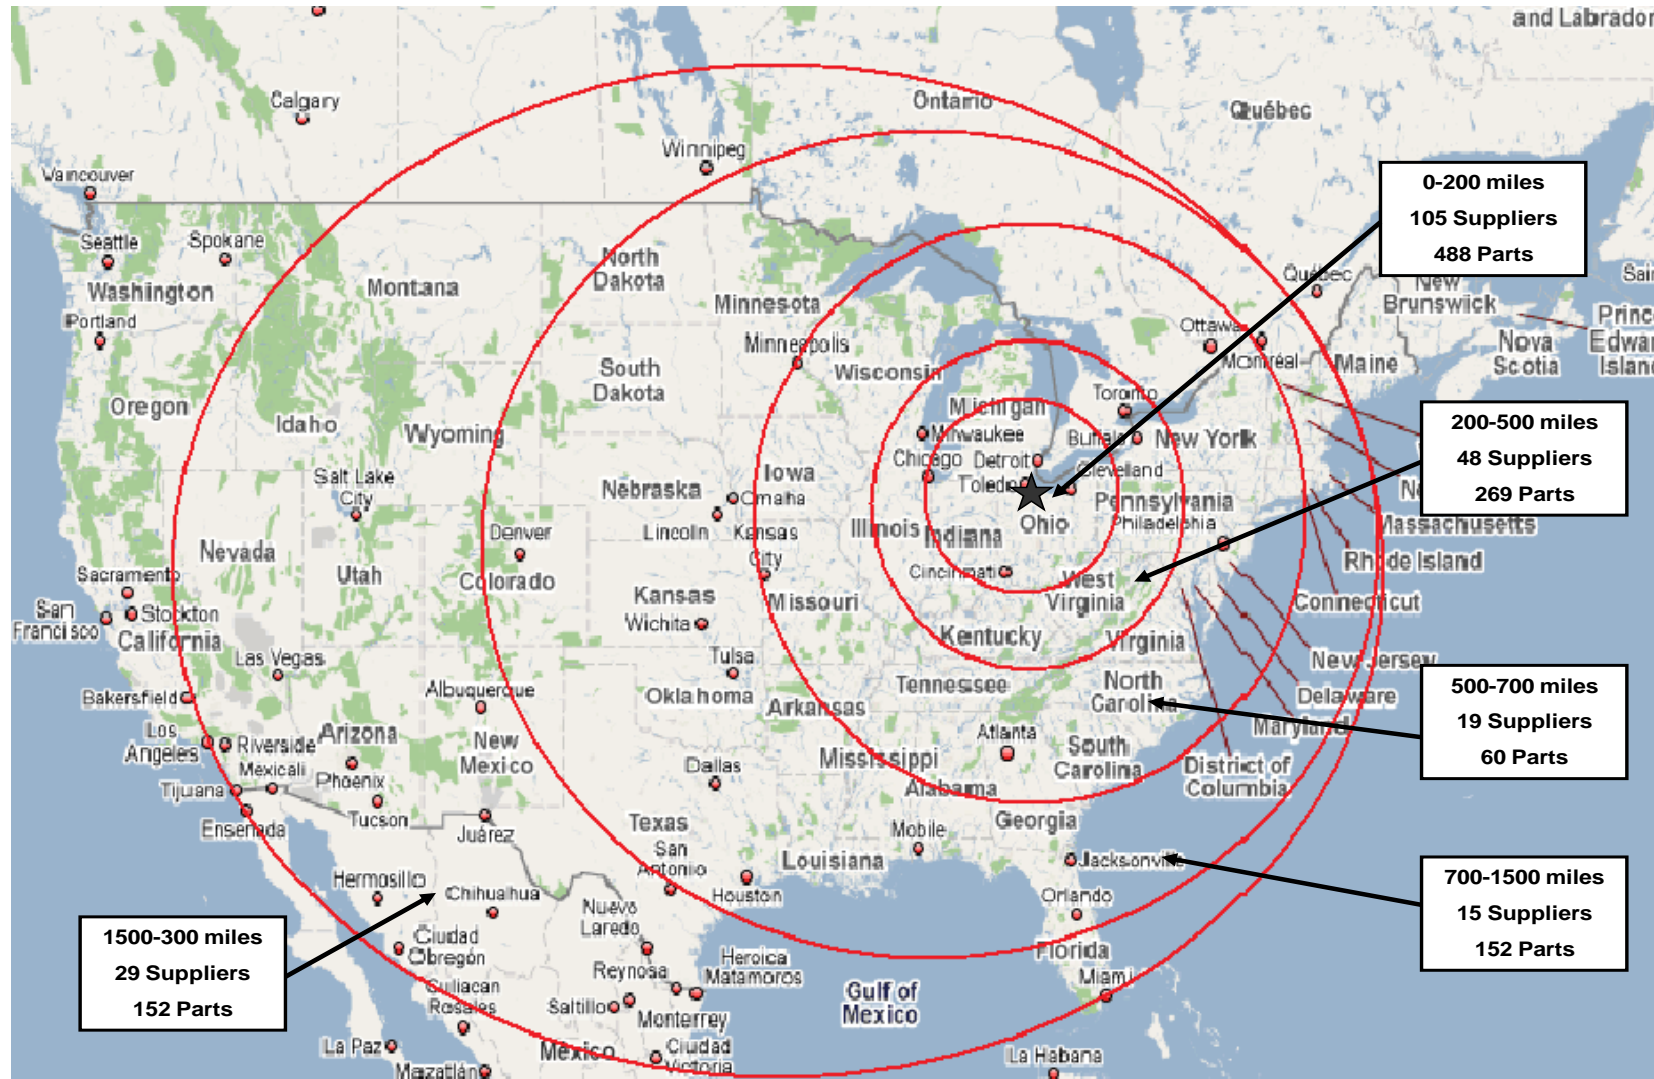 and Labrador
Calgary
Ontario
Québec
Winnipeg
Vancouver
0-200 miles
105 Suppliers
488 Parts
Seattle
Spokane
North
Dakota
Québec
New
Brunswick
Washington
Montana
Minnesota
Portland
Ottawa
Minneapolis
Montréal
Maine
Nova
Scotia
South
Dakota
Wisconsin
Oregon
Idaho
Wyoming
Michigan
Toronto
Milwaukee
Buffalo
New York
200-500 miles
48 Suppliers
269 Parts
Salt Lake
City
Iowa
Chicago
Detroit
Cleveland
Toledo
Nebraska
Omaha
Pennsylvania
Philadelphia
Massachusetts
Lincoln
Kansas
City
Illinois
Indiana
Ohio
Denver
Nevada
Utah
Colorado
Rhode Island
Sacramento
Cincinnati
West
Virginia
Connecticut
San
Francisco
Stockton
California
Kansas
Missouri
Wichita
Kentucky
Virginia
Las Vegas
Tulsa
New Jersey
Bakersfield
Albuquerque
Oklahoma
Arkansas
Tennessee
North
Carolina
Delaware
Maryland
500-700 miles
19 Suppliers
60 Parts
Los
Angeles
Riverside
Arizona
New
Mexico
Atlanta
South
Carolina
Mexicali
Phoenix
Dallas
Mississippi
District of
Columbia
Tijuana
Alabama
Ensenada
Tucson
Juárez
Texas
Mobile
Georgia
San
Antonio
Louisiana
Jacksonville
700-1500 miles
15 Suppliers
152 Parts
Hermosillo
Chihuahua
Houston
Orlando
Nuevo
Laredo
1500-300 miles
29 Suppliers
152 Parts
Ciudad
Obregón
Florida
Reynosa
Heroica
Matamoros
Miami
Culiacan
Rosales
Saltillo
Monterrey
Gulf of
Mexico
La Paz
Mexico
Ciudad
Victoria
La Habana
Mazatlán